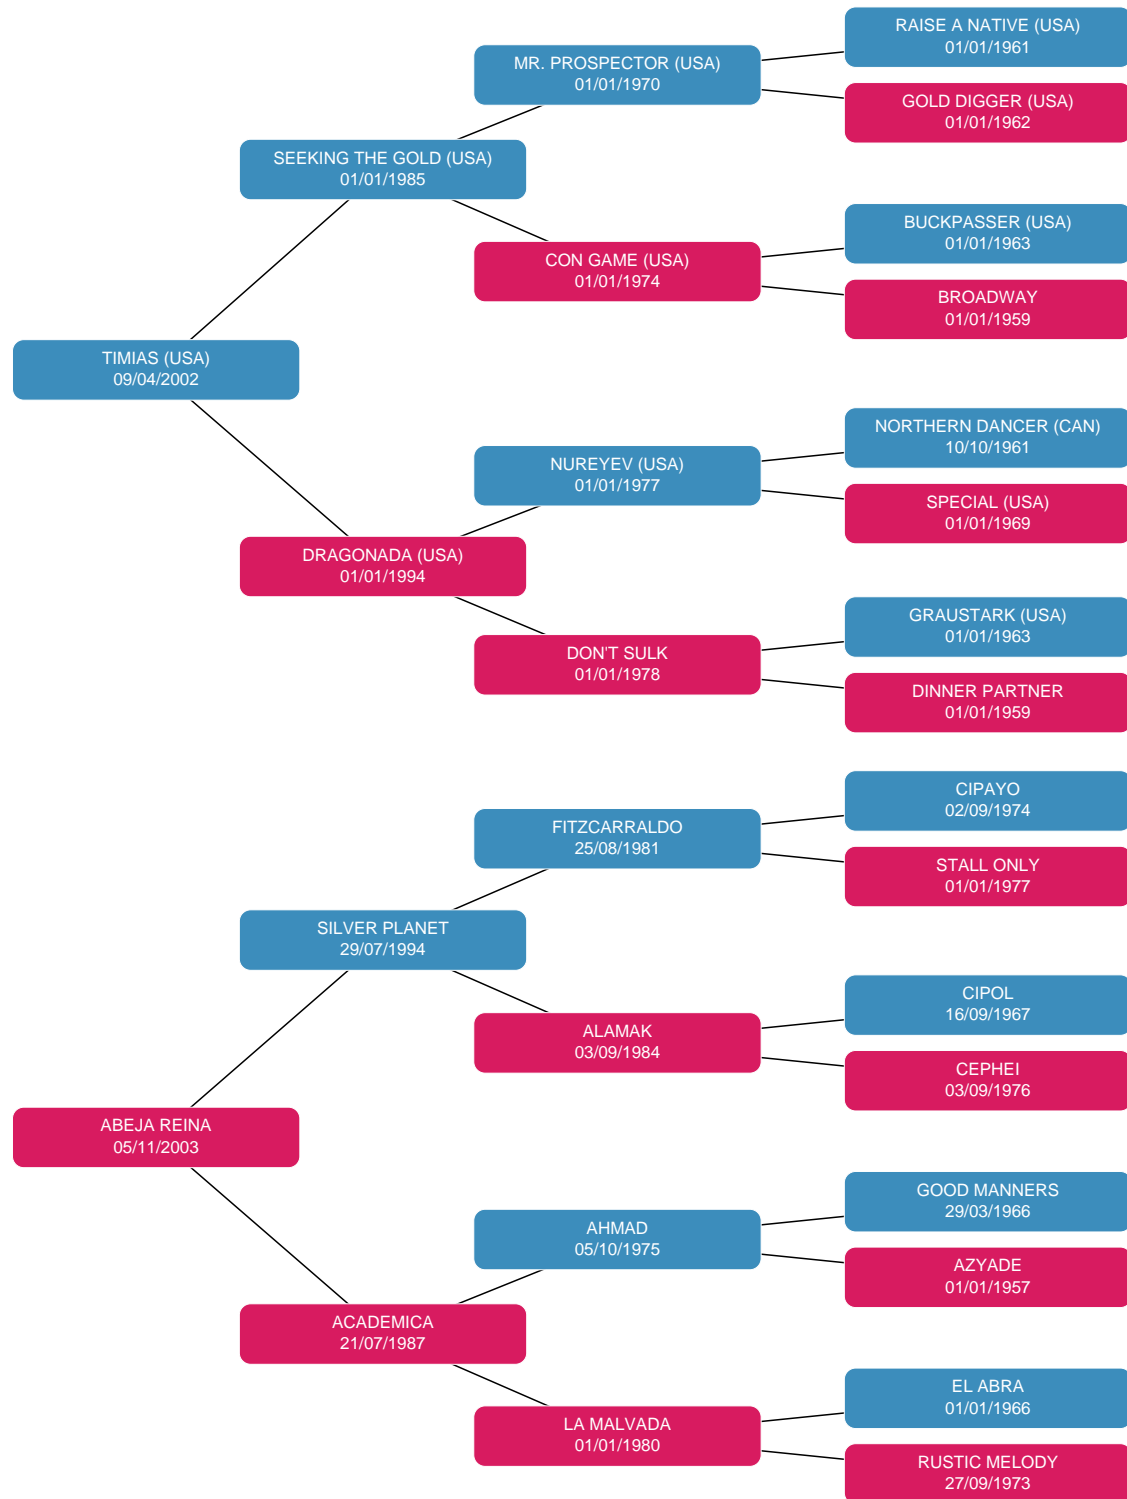 RAISE A NATIVE (USA)
01/01/1961
MR. PROSPECTOR (USA)
01/01/1970
GOLD DIGGER (USA)
01/01/1962
SEEKING THE GOLD (USA)
01/01/1985
BUCKPASSER (USA)
01/01/1963
CON GAME (USA)
01/01/1974
BROADWAY
01/01/1959
TIMIAS (USA)
09/04/2002
NORTHERN DANCER (CAN)
10/10/1961
NUREYEV (USA)
01/01/1977
SPECIAL (USA)
01/01/1969
DRAGONADA (USA)
01/01/1994
GRAUSTARK (USA)
01/01/1963
DON'T SULK
01/01/1978
DINNER PARTNER
01/01/1959
CIPAYO
02/09/1974
FITZCARRALDO
25/08/1981
STALL ONLY
01/01/1977
SILVER PLANET
29/07/1994
CIPOL
16/09/1967
ALAMAK
03/09/1984
CEPHEI
03/09/1976
ABEJA REINA
05/11/2003
GOOD MANNERS
29/03/1966
AHMAD
05/10/1975
AZYADE
01/01/1957
ACADEMICA
21/07/1987
EL ABRA
01/01/1966
LA MALVADA
01/01/1980
RUSTIC MELODY
27/09/1973